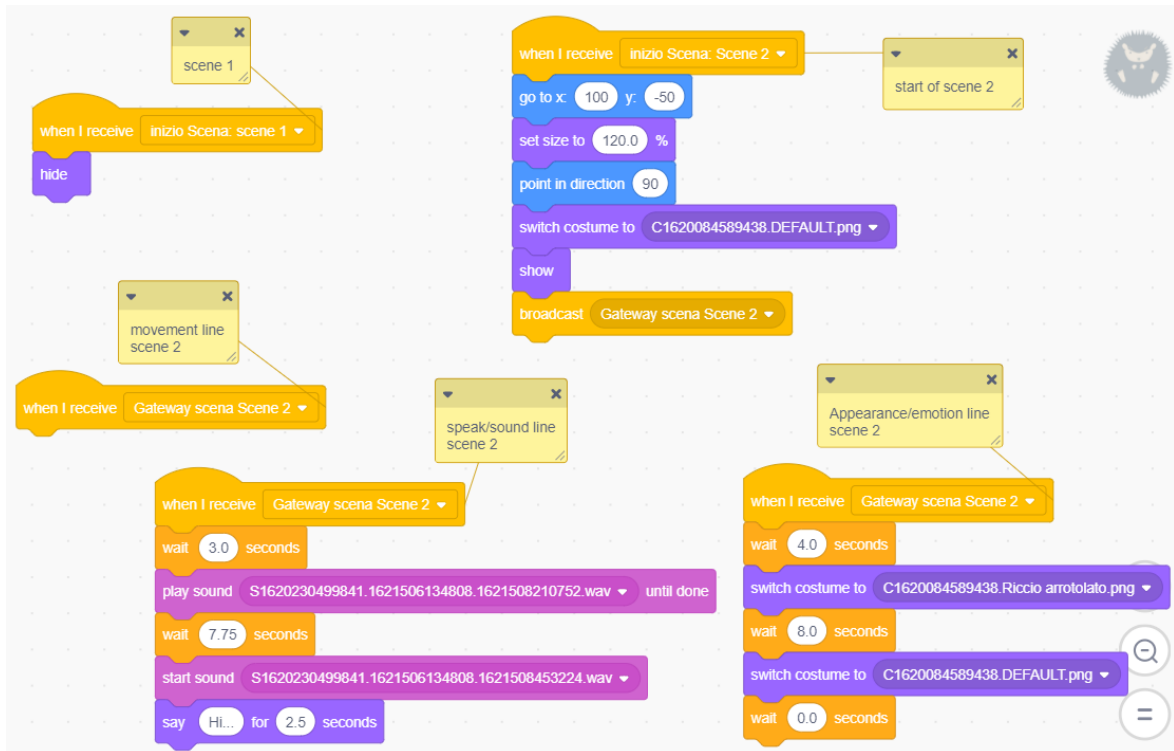 scene 1
when I receive inizio Scena: scene 1
hide
when I receive inizio Scena: Scene 2
start of scene 2
go to x: 100 y: -50
set size to 120.0 %
point in direction 90
switch costume to C1620084589438.DEFAULT.png
show
broadcast Gateway scena Scene 2
movement line
scene 2
when I receive Gateway scena Scene 2
speak/sound line
scene 2
when I receive Gateway scena Scene 2
wait 3.0 seconds
play sound S1620230499841.1621506134808.1621508210752.wav until done
wait 7.75 seconds
start sound S1620230499841.1621506134808.1621508453224.wav
say Hi... for 2.5 seconds
Appearance/emotion line
scene 2
when I receive Gateway scena Scene 2
wait 4.0 seconds
switch costume to C1620084589438.Riccio arrotolato.png
wait 8.0 seconds
switch costume to C1620084589438.DEFAULT.png
wait 0.0 seconds